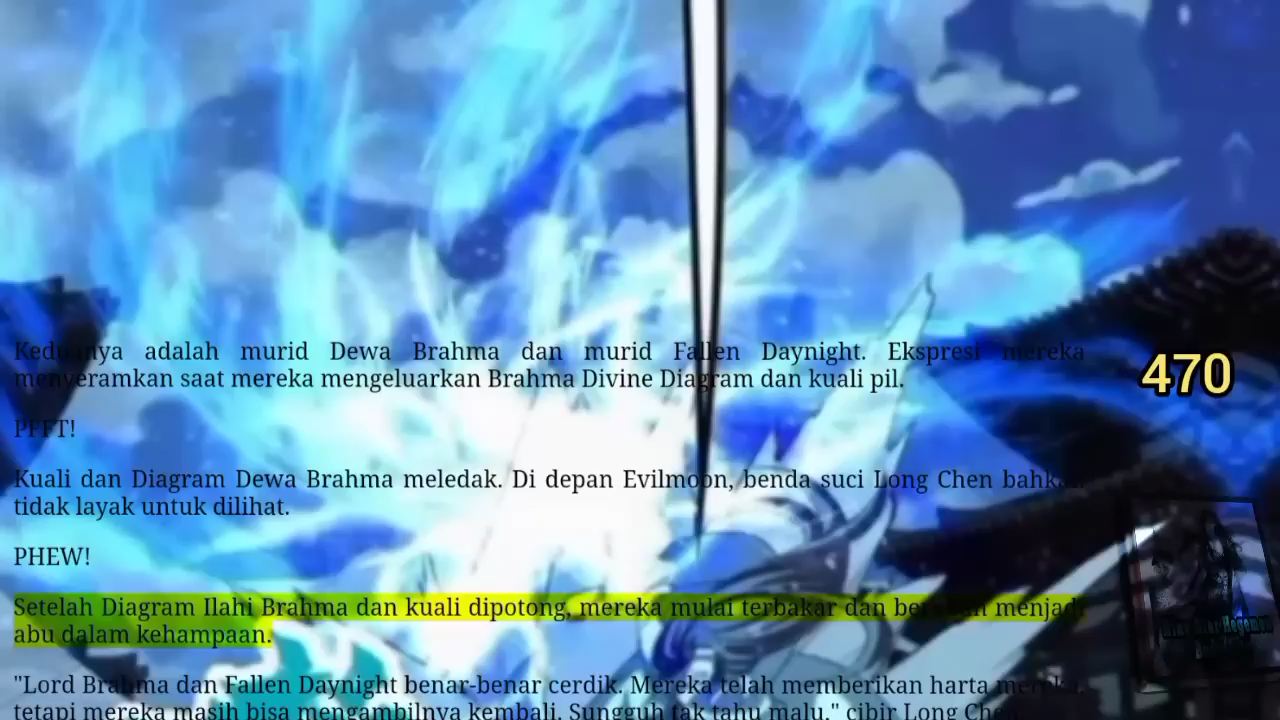 Keduanya adalah murid Dewa Brahma dan murid Fallen Daynight. Ekspresi mereka
menyeramkan saat mereka mengeluarkan Brahma Divine Diagram dan kuali pil.
470
PFFT!
Kuali dan Diagram Dewa Brahma meledak. Di depan Evilmoon, benda suci Long Chen bahkan
tidak layak untuk dilihat.
PHEW!
Setelah Diagram Ilahi Brahma dan kuali dipotong, mereka mulai terbakar dan berubah menjadi
abu dalam kehampaan.
"Lord Brahma dan Fallen Daynight benar-benar cerdik. Mereka telah memberikan harta mereka,
tetapi mereka masih bisa mengambilnya kembali. Sungguh tak tahu malu," cibir Long Chen.